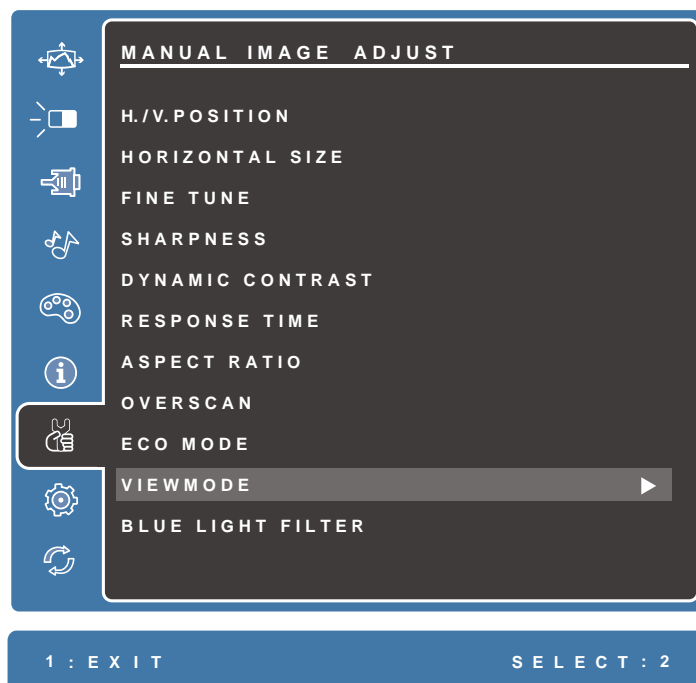 MANUAL IMAGE ADJUST
H./V.POSITION
HORIZONTAL SIZE
FINE TUNE
SHARPNESS
DYNAMIC CONTRAST
RESPONSE TIME
ASPECT RATIO
OVERSCAN
ECO MODE
VIEWMODE
BLUE LIGHT FILTER
1 : EXIT SELECT : 2